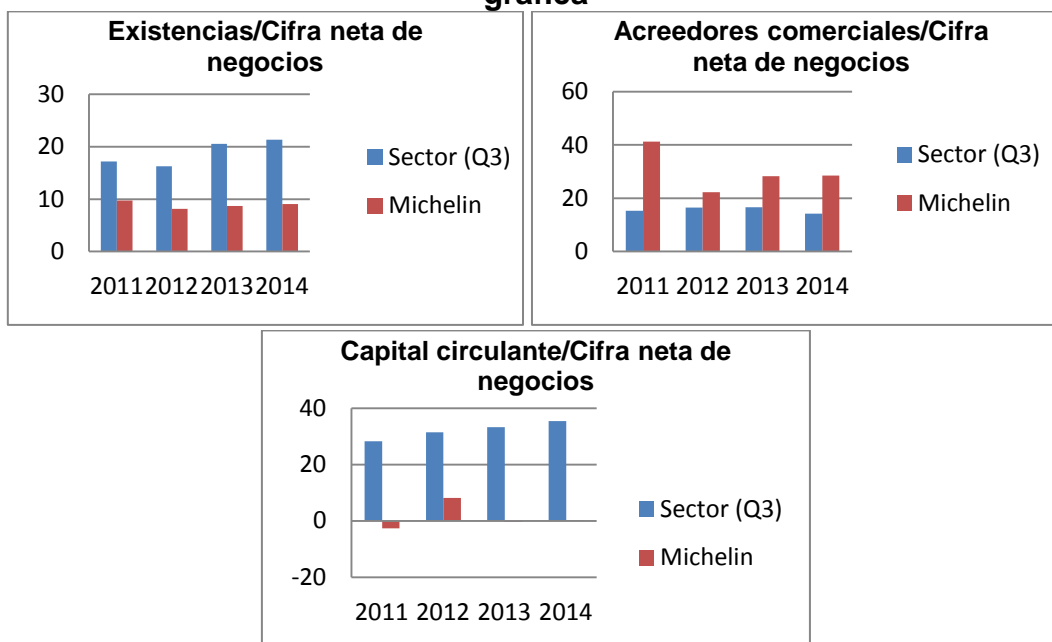 gráfica
Existencias/Cifra neta de
negocios
30
20
10
0
2011 2012 2013 2014
Sector (Q3)
Michelin
Acreedores comerciales/Cifra
neta de negocios
60
40
20
0
2011 2012 2013 2014
Sector (Q3)
Michelin
Capital circulante/Cifra neta de
negocios
40
20
0
-20
2011 2012 2013 2014
Sector (Q3)
Michelin